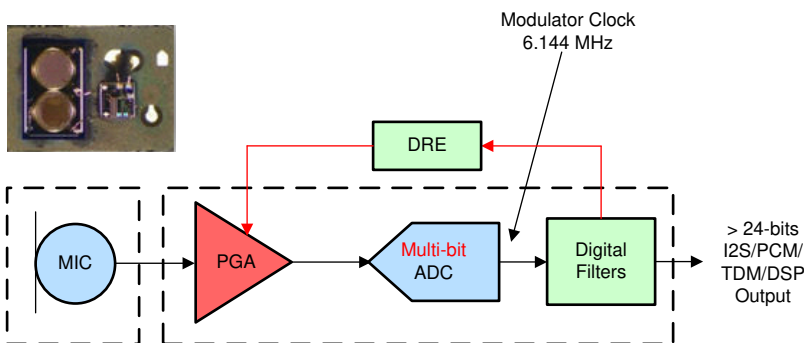 Modulator Clock
6.144 MHz
DRE
MIC
PGA
Multi-bit
ADC
Digital
Filters
> 24-bits
I2S/PCM/
TDM/DSP
Output